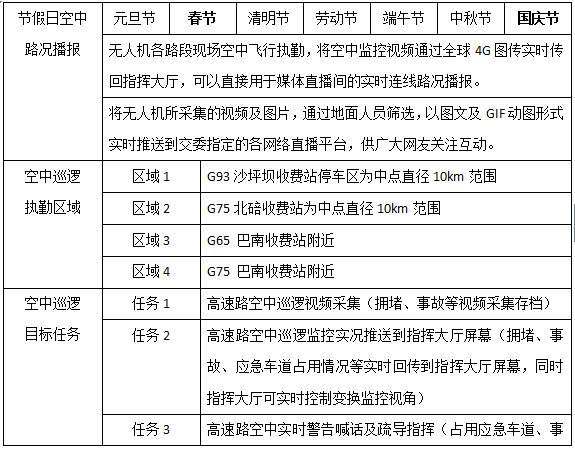 节假日空中 元旦节 春节 清明节 劳动节 端午节 中秋节 国庆节
路况播报 无人机各路段现场空中飞行执勤，将空中监控视频通过全球 4G 图传实时传
回指挥大厅，可以直接用于媒体直播间的实时连线路况播报。
将无人机所采集的视频及图片，通过地面人员筛选，以图文及 GIF 动图形式
实时推送到交委指定的各网络直播平台，供广大网友关注互动。
空中巡逻 区域 1 G93 沙坪坝收费站停车区为中点直径 10km 范围
执勤区域 区域 2 G75 北碚收费站为中点直径 10km 范围
区域 3 G65 巴南收费站附近
区域 4 G75 巴南收费站附近
空中巡逻 任务 1 高速路空中巡逻视频采集（拥堵、事故等视频采集存档）
目标任务 任务 2 高速路空中巡逻监控实况推送到指挥大厅屏幕（拥堵、事
故、应急车道占用情况等实时回传到指挥大厅屏幕，同时
指挥大厅可实时控制变换监控视角）
任务 3 高速路空中实时警告喊话及疏导指挥（占用应急车道、事